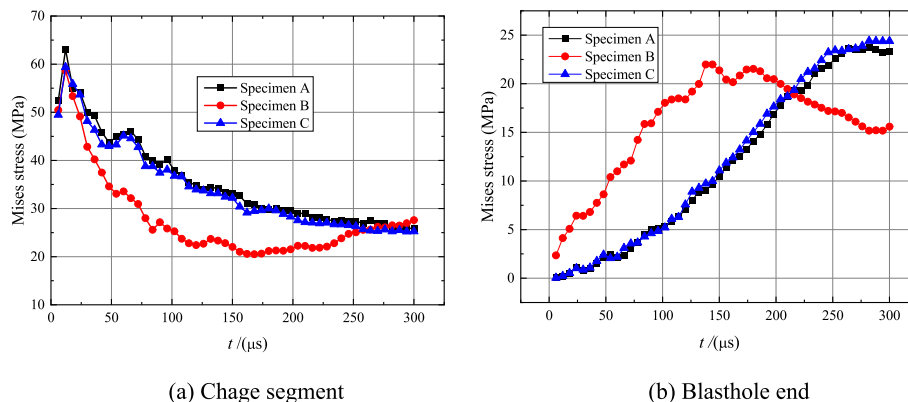 70
60
50
40
30
20
10
0
50
100
150
200
250
300
Mises stress (MPa)
t /(μs)
Specimen A
Specimen B
Specimen C
(a) Chage segment
25
20
15
10
5
0
0
50
100
150
200
250
300
Mises stress (MPa)
t /(μs)
Specimen A
Specimen B
Specimen C
(b) Blasthole end